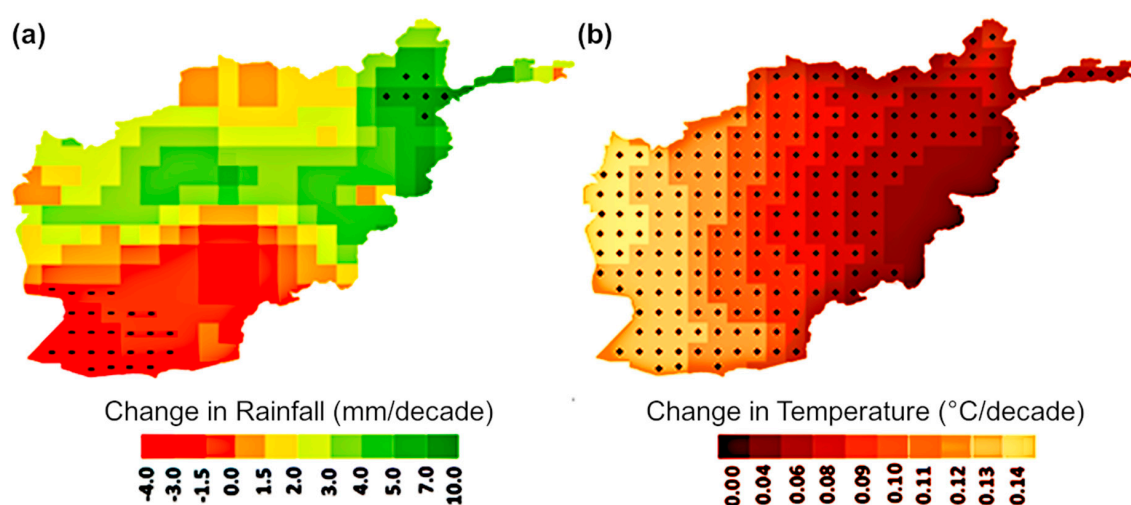 (a)
(b)
Change in Rainfall (mm/decade)
-4.0 -3.0 -1.5 0.0 1.5 2.0 3.0 4.0 5.0 7.0 10.0
Change in Temperature (°C/decade)
0.00 0.04 0.06 0.08 0.09 0.10 0.11 0.12 0.13 0.14